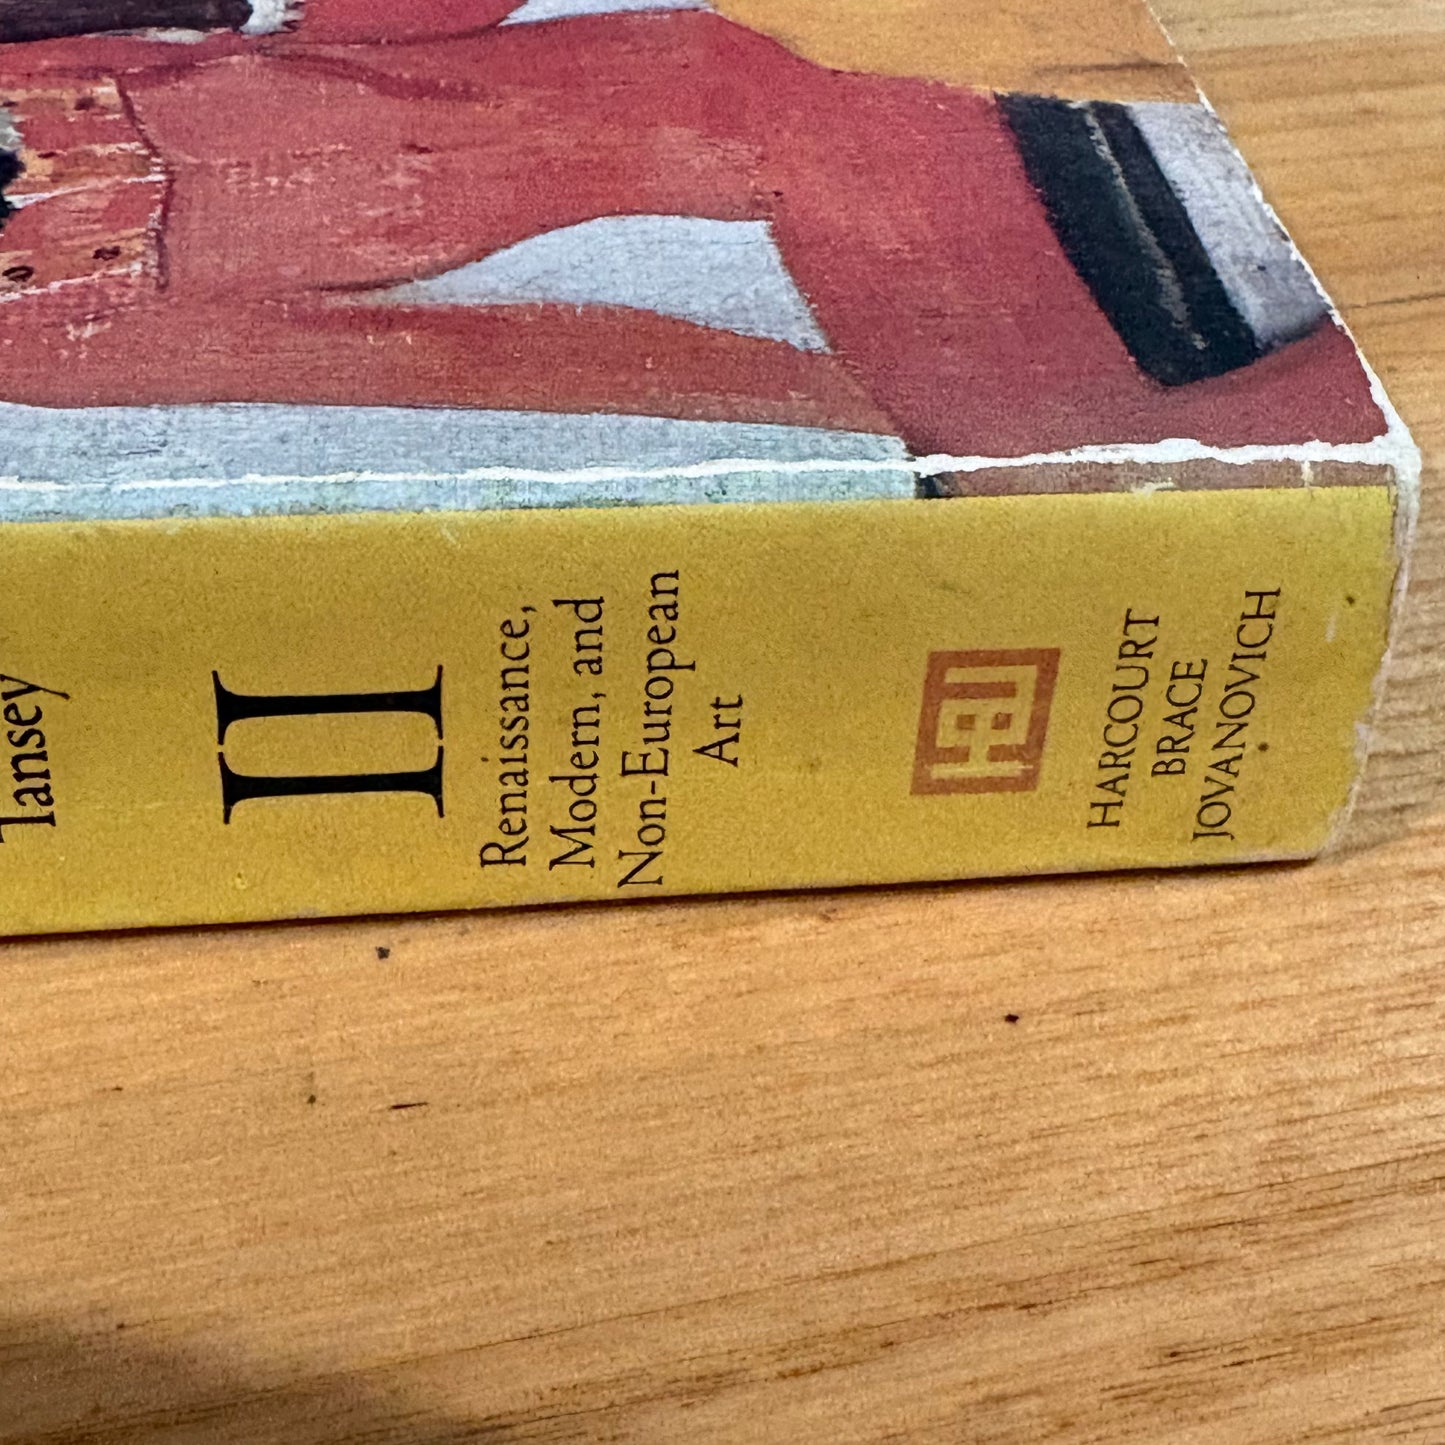 Tansey
II
Renaissance,
Modern, and
Non-European
Art
HARCOURT
BRACE
JOVANOVICH